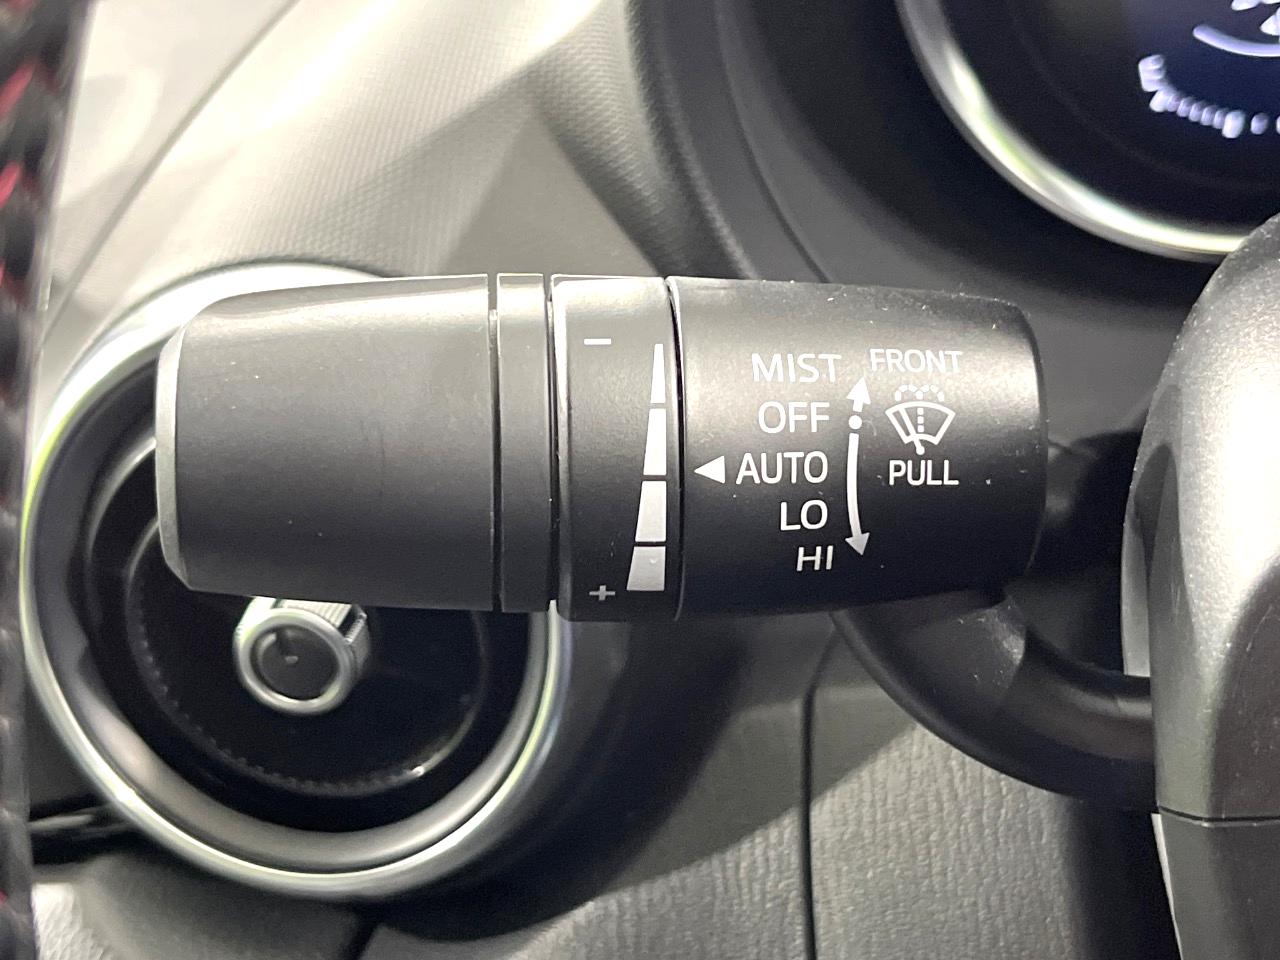 MIST
OFF
AUTO
LO
HI
FRONT
PULL
−
+